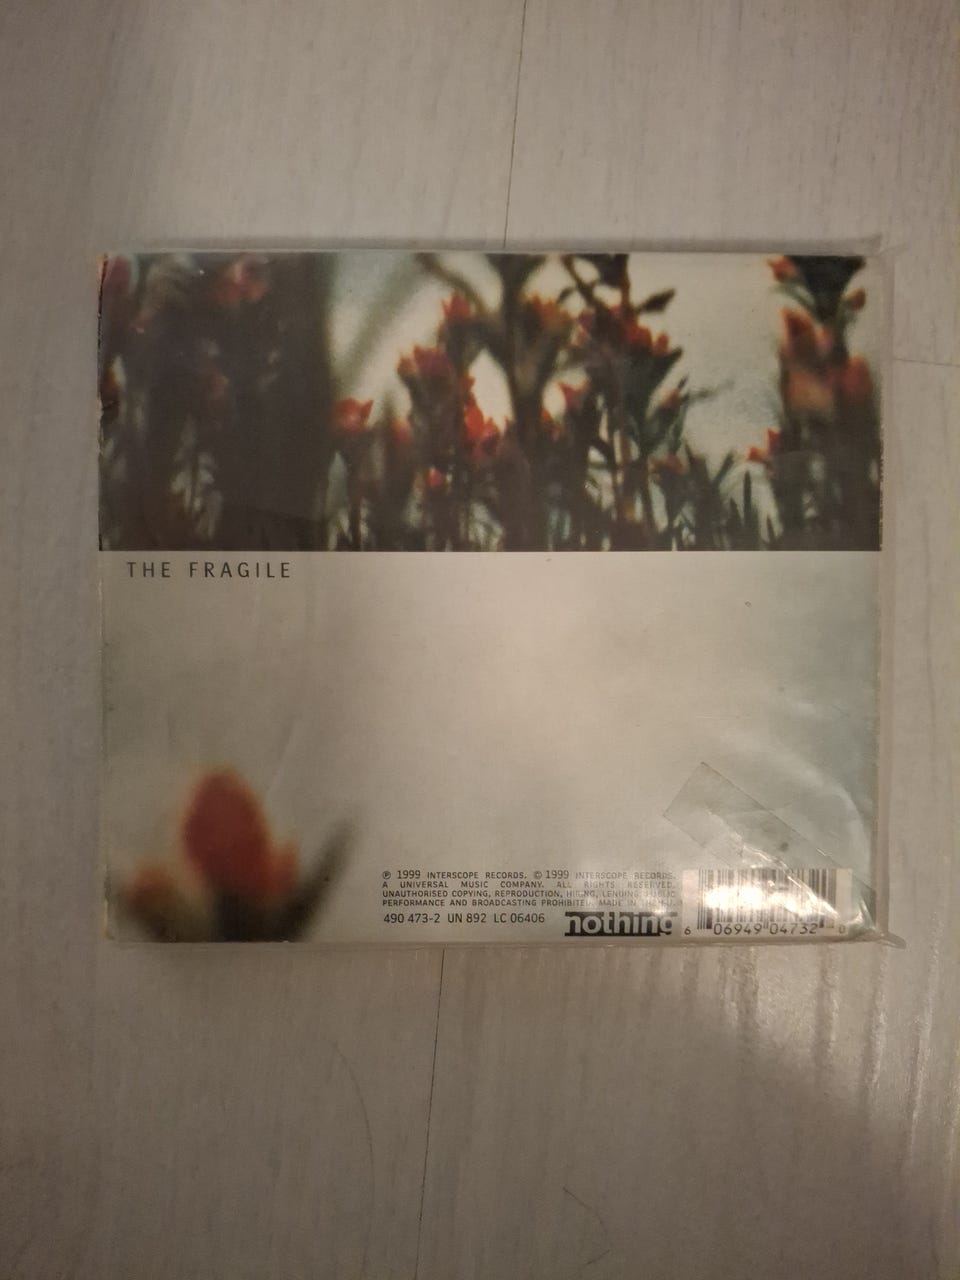 THE FRAGILE
℗ 1999 INTERSCOPE RECORDS. © 1999 INTERSCOPE RECORDS,
A UNIVERSAL MUSIC COMPANY. ALL RIGHTS RESERVED.
UNAUTHORISED COPYING, REPRODUCTION, HIRING, LENDING, PUBLIC
PERFORMANCE AND BROADCASTING PROHIBITED. MADE IN THE E.U.
490 473-2 UN 892 LC 06406
nothing
6 06949 04732 0